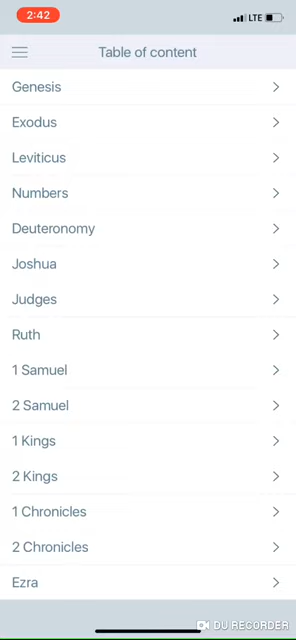 2:42
LTE
Table of content
Genesis
Exodus
Leviticus
Numbers
Deuteronomy
Joshua
Judges
Ruth
1 Samuel
2 Samuel
1 Kings
2 Kings
1 Chronicles
2 Chronicles
Ezra
DU RECORDER